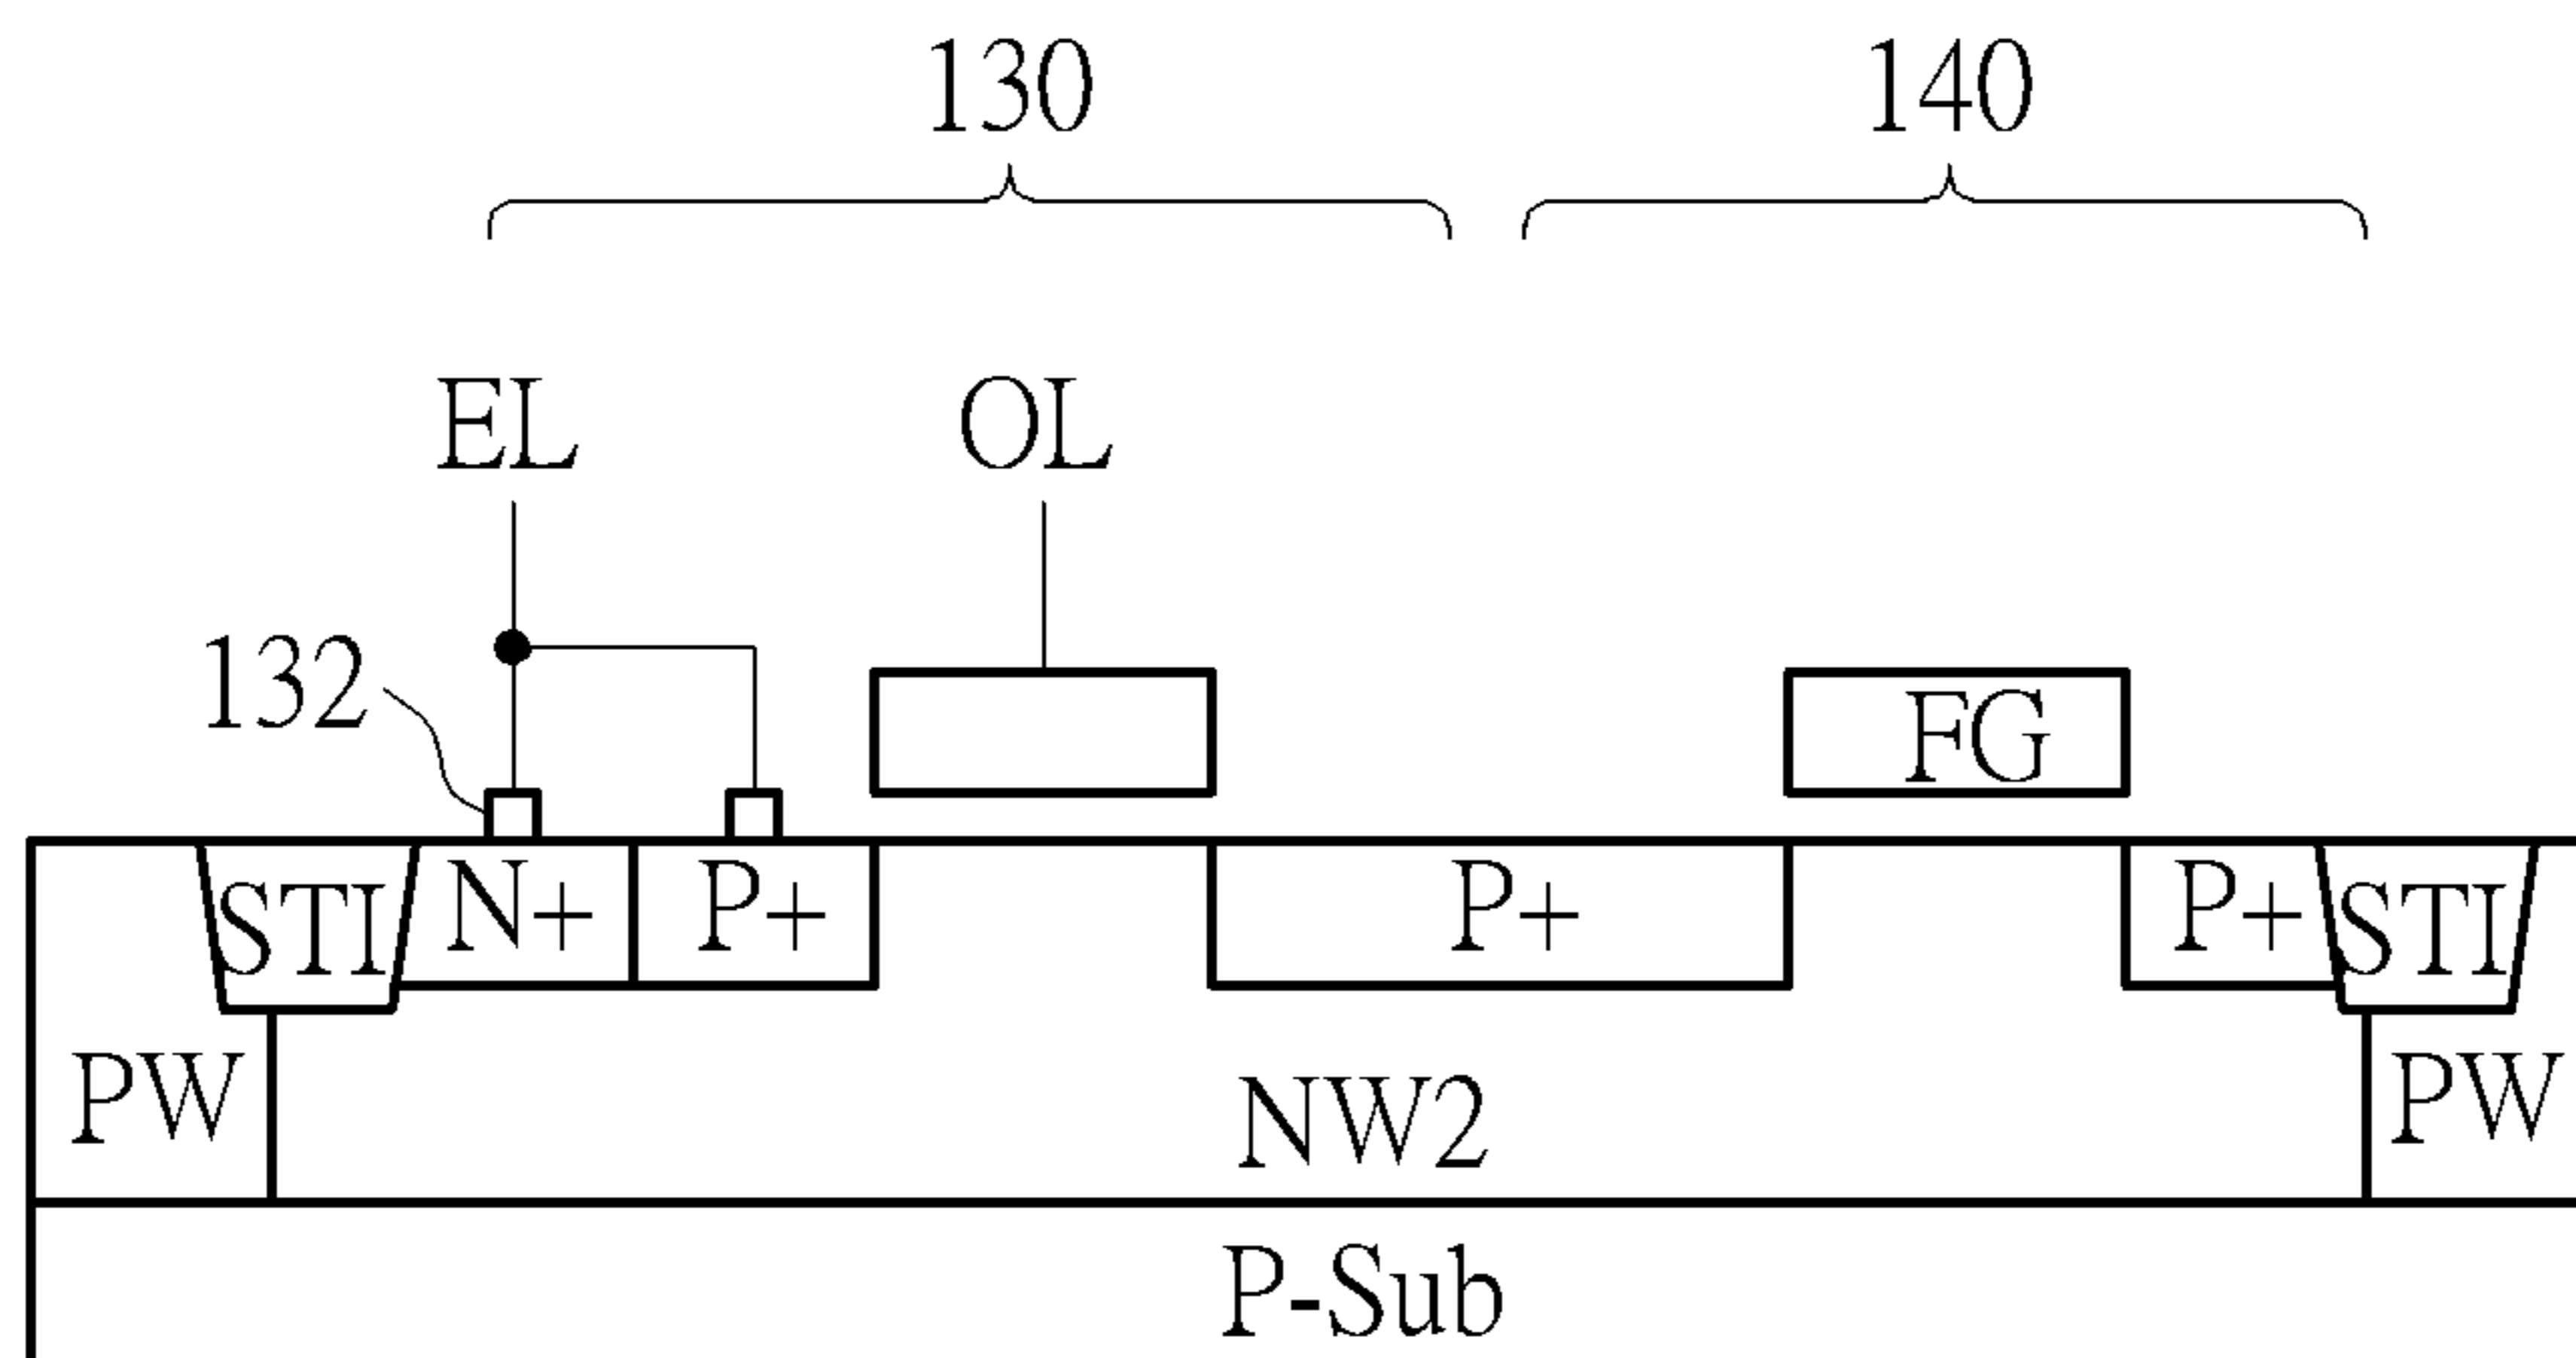 130 140
EL OL
132
FG
STI N+ P+ P+ P+ STI
PW NW2 PW
P-Sub